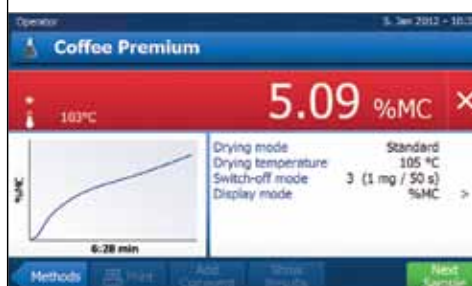 Operator 5. Jan 2012 - 10:3
Coffee Premium
103°C 5.09 %MC ×
Drying mode Standard
Drying temperature 105 °C
Switch-off mode 3 (1 mg / 50 s)
Display mode %MC >
%MC
6:28 min
Methods Print Add Comment Show Results Next Sample